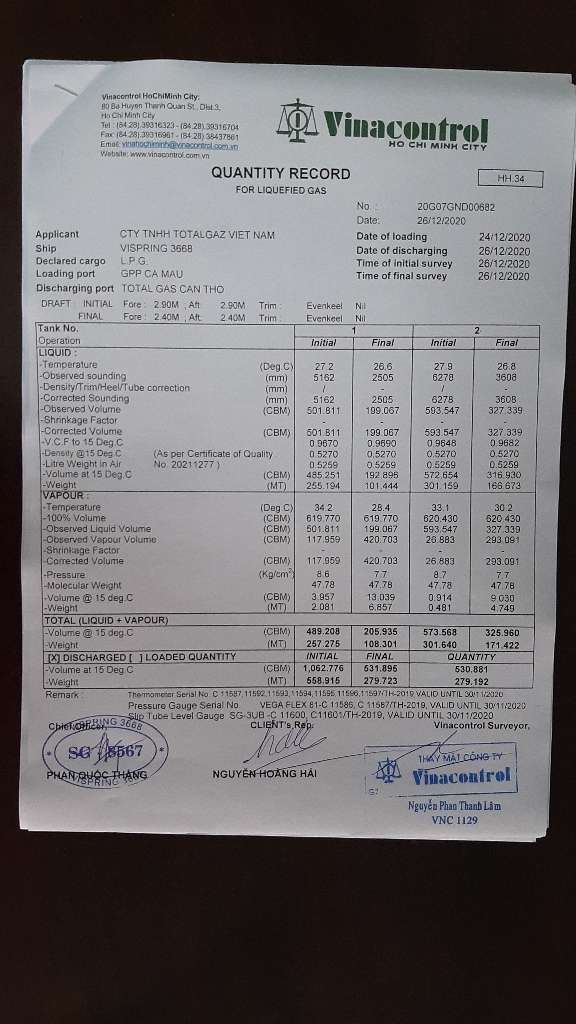 Vinacontrol HoChiMinh City:
80 Ba Huyen Thanh Quan St., Dist.3,
Ho Chi Minh City
Tel : (84.28).39316323 - (84.28).39316704
Fax: (84.28).39316961 - (84.28).38437861
Email: vinahochiminh@vinacontrol.com.vn
Website: www.vinacontrol.com.vn
Vinacontrol
HO CHI MINH CITY
QUANTITY RECORD
FOR LIQUEFIED GAS
HH.34
No. : 20G07GND00682
Date: 26/12/2020
Applicant CTY TNHH TOTALGAZ VIET NAM Date of loading 24/12/2020
Ship VISPRING 3668 Date of discharging 26/12/2020
Declared cargo L.P.G. Time of initial survey 26/12/2020
Loading port GPP CA MAU Time of final survey 26/12/2020
Discharging port TOTAL GAS CAN THO
DRAFT : INITIAL Fore : 2.90M ; Aft: 2.90M Trim : Evenkeel Nil
FINAL Fore : 2.40M ; Aft: 2.40M Trim : Evenkeel Nil
Tank No. 1 2
Operation Initial Final Initial Final
LIQUID :
-Temperature (Deg.C) 27.2 26.6 27.9 26.8
-Observed sounding (mm) 5162 2505 6278 3608
-Density/Trim/Heel/Tube correction (mm) / - / -
-Corrected Sounding (mm) 5162 2505 6278 3608
-Observed Volume (CBM) 501.811 199.067 593.547 327.339
-Shrinkage Factor - - - -
-Corrected Volume (CBM) 501.811 199.067 593.547 327.339
-V.C.F to 15 Deg.C 0.9670 0.9690 0.9648 0.9682
-Density @15 Deg.C (As per Certificate of Quality 0.5270 0.5270 0.5270 0.5270
-Litre Weight in Air No. 20211277 ) 0.5259 0.5259 0.5259 0.5259
-Volume at 15 Deg.C (CBM) 485.251 192.896 572.654 316.930
-Weight (MT) 255.194 101.444 301.159 166.673
VAPOUR :
-Temperature (Deg.C) 34.2 28.4 33.1 30.2
-100% Volume (CBM) 619.770 619.770 620.430 620.430
-Observed Liquid Volume (CBM) 501.811 199.067 593.547 327.339
-Observed Vapour Volume (CBM) 117.959 420.703 26.883 293.091
-Shrinkage Factor - - - -
-Corrected Volume (CBM) 117.959 420.703 26.883 293.091
-Pressure (Kg/cm²) 8.6 7.7 8.7 7.7
-Molecular Weight 47.78 47.78 47.78 47.78
-Volume @ 15 deg.C (CBM) 3.957 13.039 0.914 9.030
-Weight (MT) 2.081 6.857 0.481 4.749
TOTAL (LIQUID + VAPOUR)
-Volume @ 15 deg.C (CBM) 489.208 205.935 573.568 325.960
-Weight (MT) 257.275 108.301 301.640 171.422
[X] DISCHARGED [ ] LOADED QUANTITY INITIAL FINAL QUANTITY
-Volume at 15 Deg.C (CBM) 1,062.776 531.895 530.881
-Weight (MT) 558.915 279.723 279.192
Remark : Thermometer Serial No. C 11587, 11592, 11593, 11594, 11595, 11596, 11597/TH-2019, VALID UNTIL 30/11/2020
Pressure Gauge Serial No. VEGA FLEX 81-C 11586, C 11587/TH-2019, VALID UNTIL 30/11/2020
Slip Tube Level Gauge SG-3UB -C 11600, C11601/TH-2019, VALID UNTIL 30/11/2020
Chief Officer, CLIENT's Rep. Vinacontrol Surveyor,
VISPRING 3668
SG - 8567
VISPRING
PHAN QUỐC THẮNG NGUYỄN HOÀNG HẢI
THAY MẶT CÔNG TY
Vinacontrol
G7
Nguyễn Phan Thanh Lâm
VNC 1129